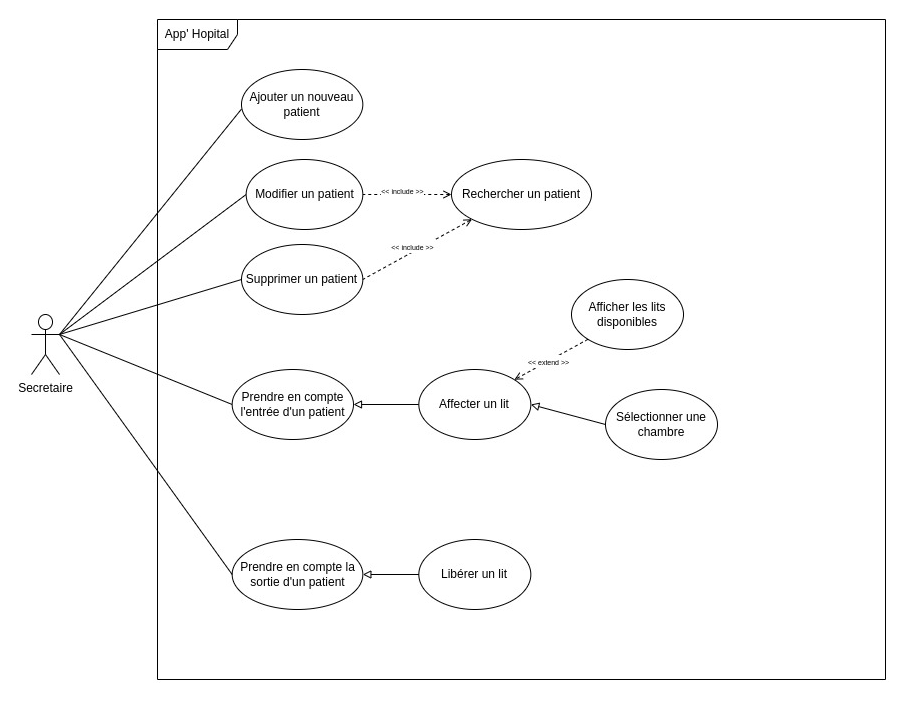 App' Hopital
Ajouter un nouveau
patient
Modifier un patient
<< include >>
Rechercher un patient
<< include >>
Supprimer un patient
Afficher les lits
disponibles
Secretaire
<< extend >>
Prendre en compte
l'entrée d'un patient
Affecter un lit
Sélectionner une
chambre
Prendre en compte la
sortie d'un patient
Libérer un lit